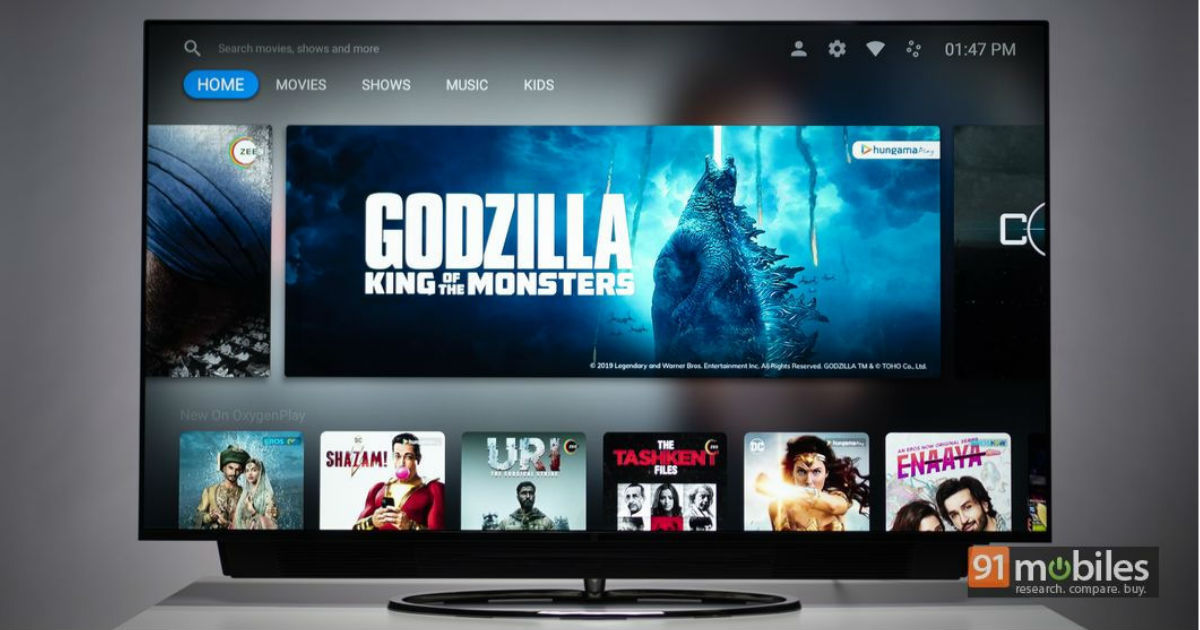 Search movies, shows and more
01:47 PM
HOME
MOVIES
SHOWS
MUSIC
KIDS
ZEE
hungama Play
GODZILLA
KING OF THE MONSTERS
© 2019 Legendary and Warner Bros. Entertainment Inc. All Rights Reserved. GODZILLA TM & © TOHO Co., Ltd.
New On OxygenPlay
EROS
DC
SHAZAM!
hungama
URI
THE SURGICAL STRIKE
THE
TASHKENT
FILES
DC
hungama
AN EROS NOW ORIGINAL SERIES
ENAAYA
91mobiles
research. compare. buy.